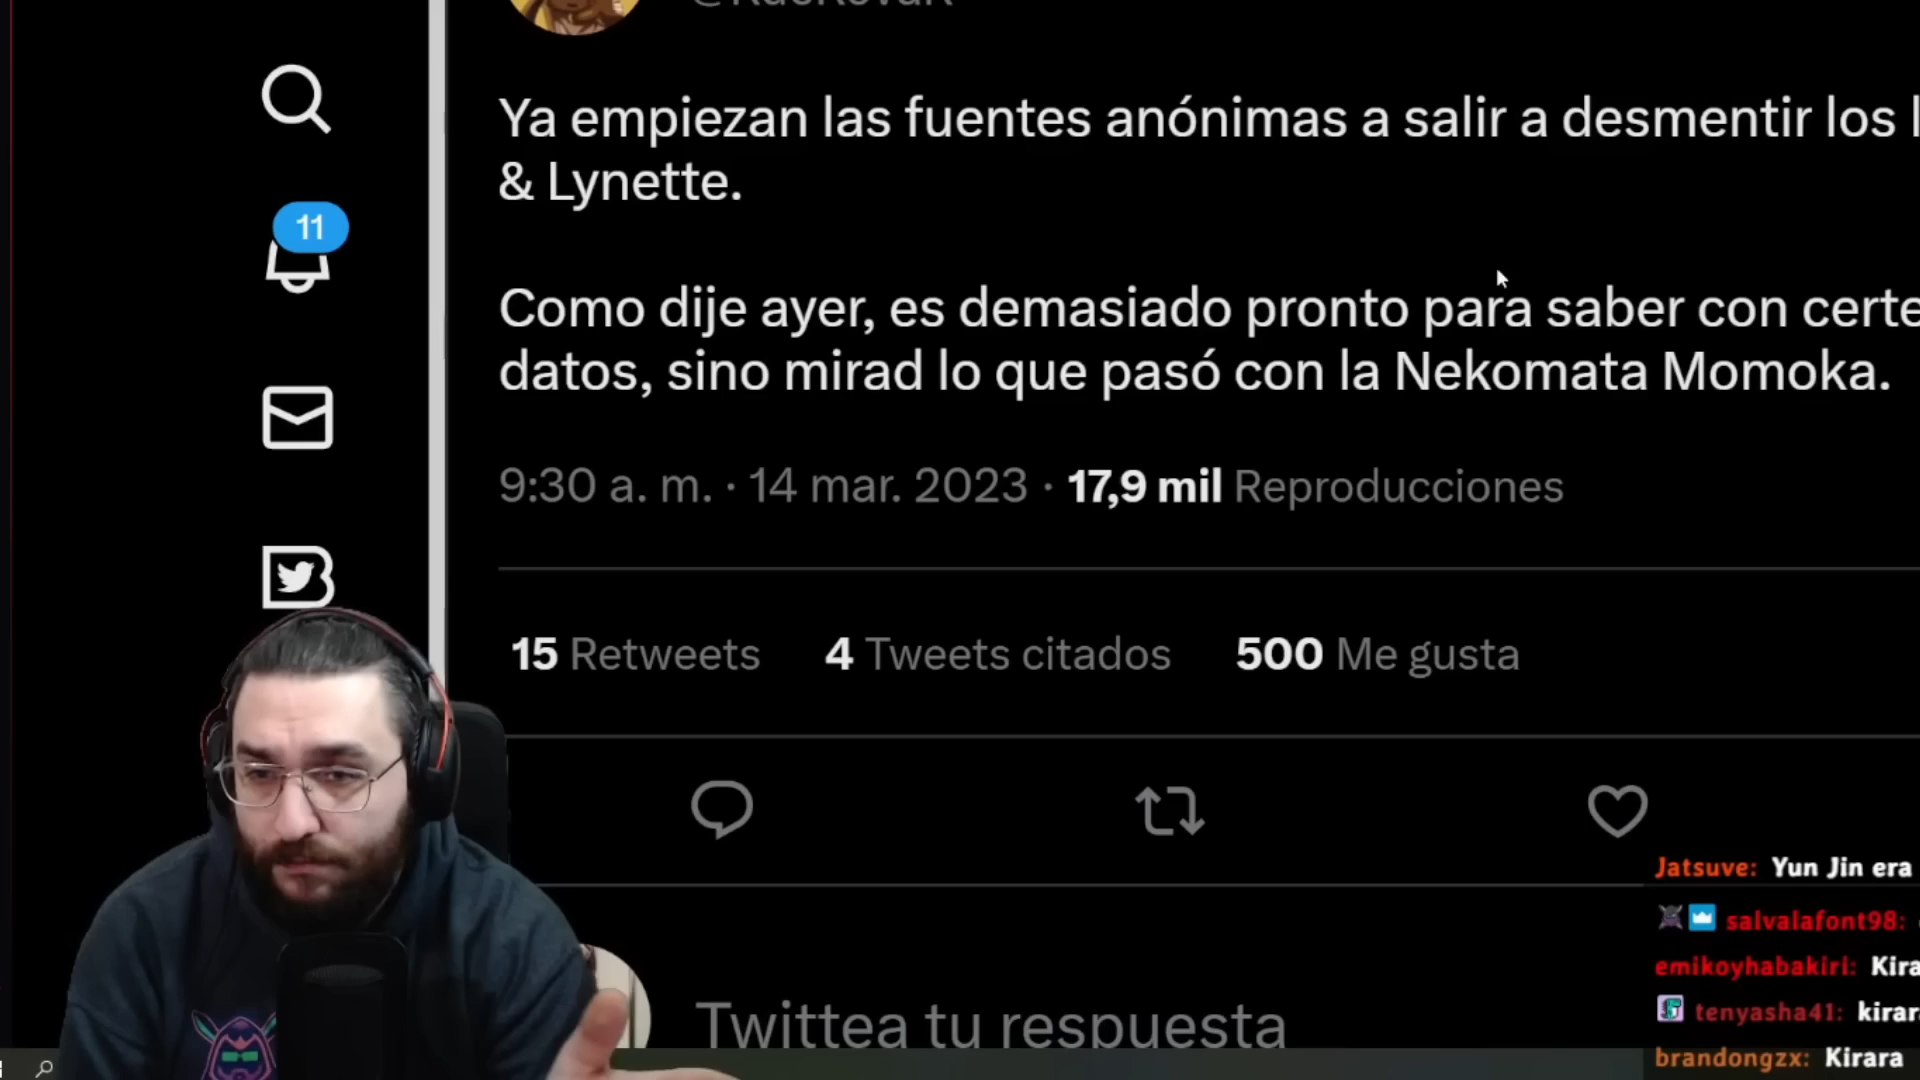 Ya empiezan las fuentes anónimas a salir a desmentir los
& Lynette.
Como dije ayer, es demasiado pronto para saber con certe
datos, sino mirad lo que pasó con la Nekomata Momoka.
9:30 a. m. · 14 mar. 2023 · 17,9 mil Reproducciones
11
15 Retweets 4 Tweets citados 500 Me gusta
Twittea tu respuesta
Jatsuve: Yun Jin era
salvalafont98:
emikoyhabakiri: Kira
tenyasha41: kirar
brandongzx: Kirara